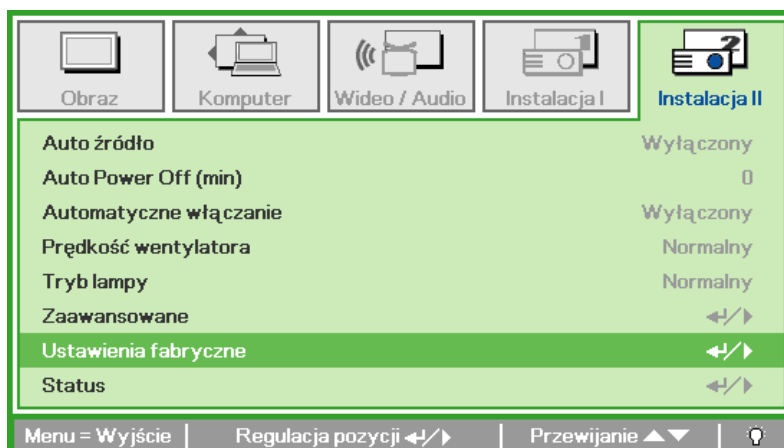 Obraz
Komputer
Wideo / Audio
Instalacja I
Instalacja II
Auto źródło Wyłączony
Auto Power Off (min) 0
Automatyczne włączanie Wyłączony
Prędkość wentylatora Normalny
Tryb lampy Normalny
Zaawansowane
Ustawienia fabryczne
Status
Menu = Wyjście Regulacja pozycji Przewijanie